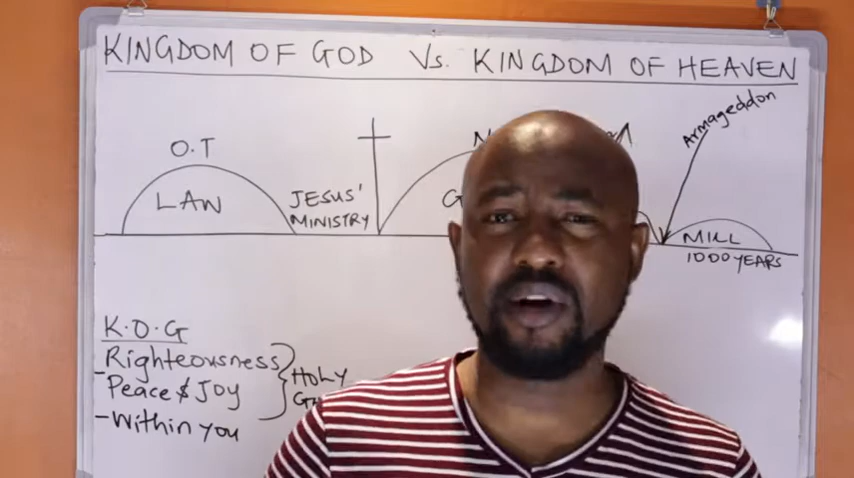 KINGDOM OF GOD Vs. KINGDOM OF HEAVEN
Armageddon
O.T
LAW
JESUS'
MINISTRY
MILL
1000 YEARS
K.O.G
Righteousness
- Peace & Joy
HOLY
- Within you